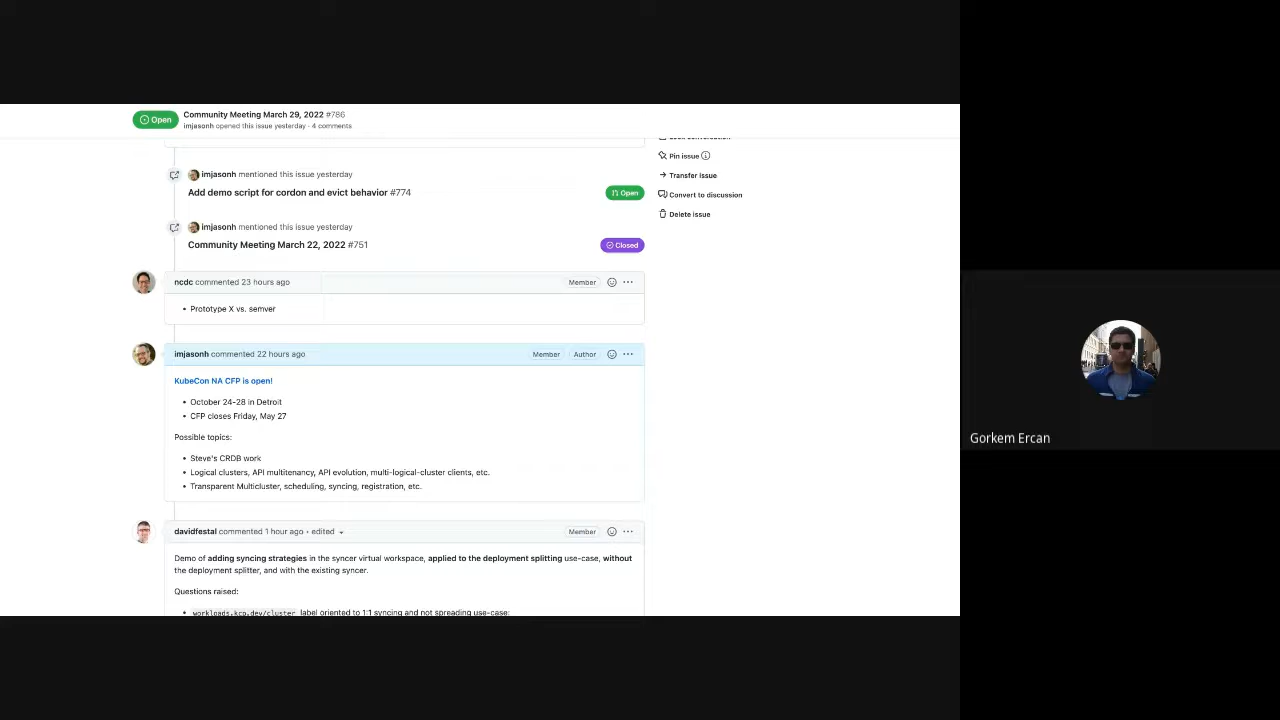 Open
Community Meeting March 29, 2022 #786
imjasonh opened this issue yesterday · 4 comments
Pin issue
Transfer issue
Convert to discussion
Delete issue
imjasonh mentioned this issue yesterday
Add demo script for cordon and evict behavior #774
Open
imjasonh mentioned this issue yesterday
Community Meeting March 22, 2022 #751
Closed
ncdc commented 23 hours ago
Member
• Prototype X vs. semver
imjasonh commented 22 hours ago
Member
Author
KubeCon NA CFP is open!
• October 24-28 in Detroit
• CFP closes Friday, May 27
Possible topics:
• Steve's CRDB work
• Logical clusters, API multitenancy, API evolution, multi-logical-cluster clients, etc.
• Transparent Multicluster, scheduling, syncing, registration, etc.
davidfestal commented 1 hour ago • edited
Member
Demo of adding syncing strategies in the syncer virtual workspace, applied to the deployment splitting use-case, without
the deployment splitter, and with the existing syncer.
Questions raised:
• workloads.kcp.dev/cluster label oriented to 1:1 syncing and not spreading use-case:
Gorkem Ercan